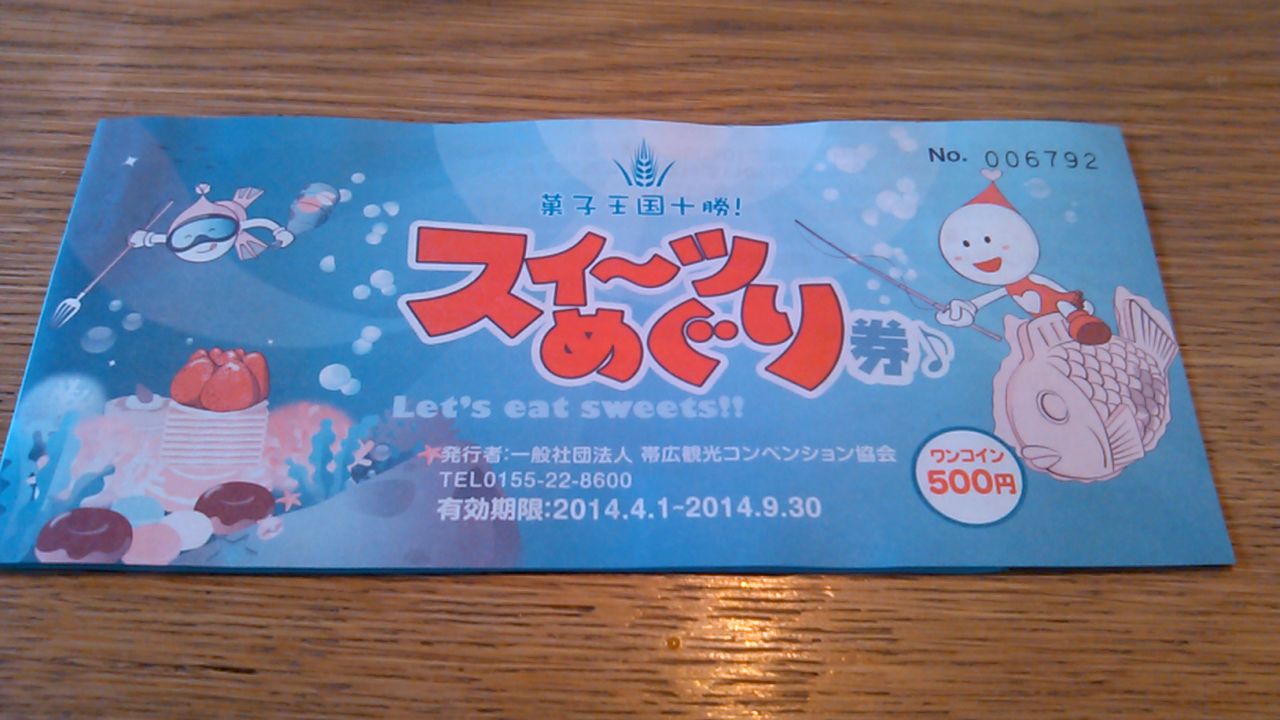 No. 006792
菓子王国十勝!
スイ〜ツ
めぐり券♪
Let's eat sweets!!
発行者:一般社団法人 帯広観光コンベンション協会
TEL0155-22-8600
有効期限:2014.4.1~2014.9.30
ワンコイン
500円